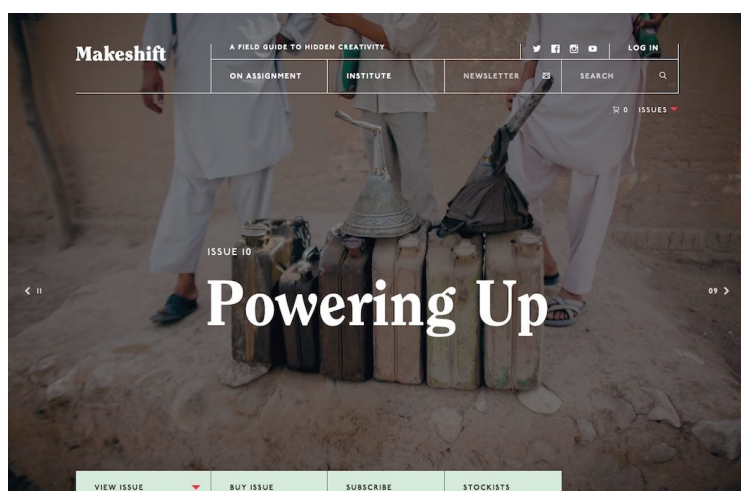 Makeshift
A FIELD GUIDE TO HIDDEN CREATIVITY
LOG IN
ON ASSIGNMENT
INSTITUTE
NEWSLETTER
SEARCH
0 ISSUES
ISSUE 10
Powering Up
11
09
VIEW ISSUE
BUY ISSUE
SUBSCRIBE
STOCKISTS